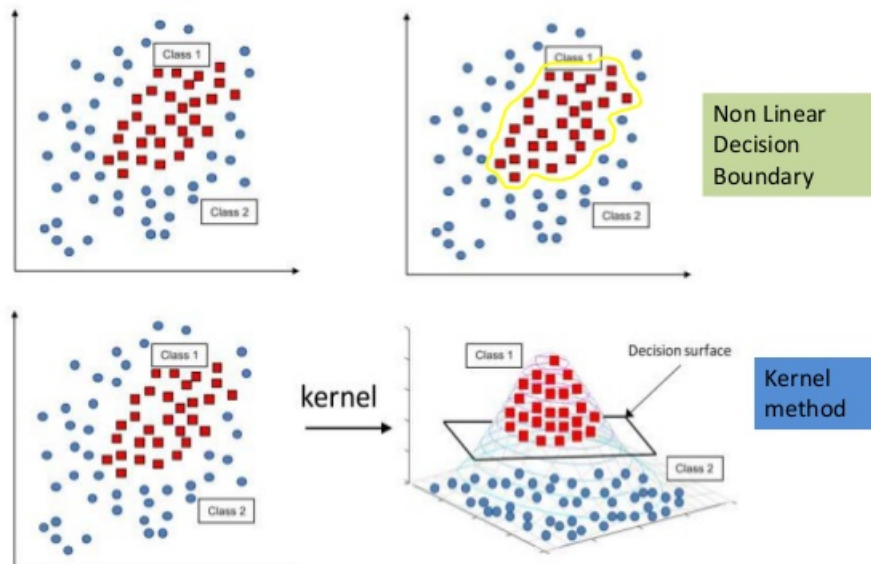 Class 1
Class 2
Class 1
Class 2
Non Linear
Decision
Boundary
Class 1
Class 2
kernel
Class 1
Decision surface
Class 2
Kernel
method